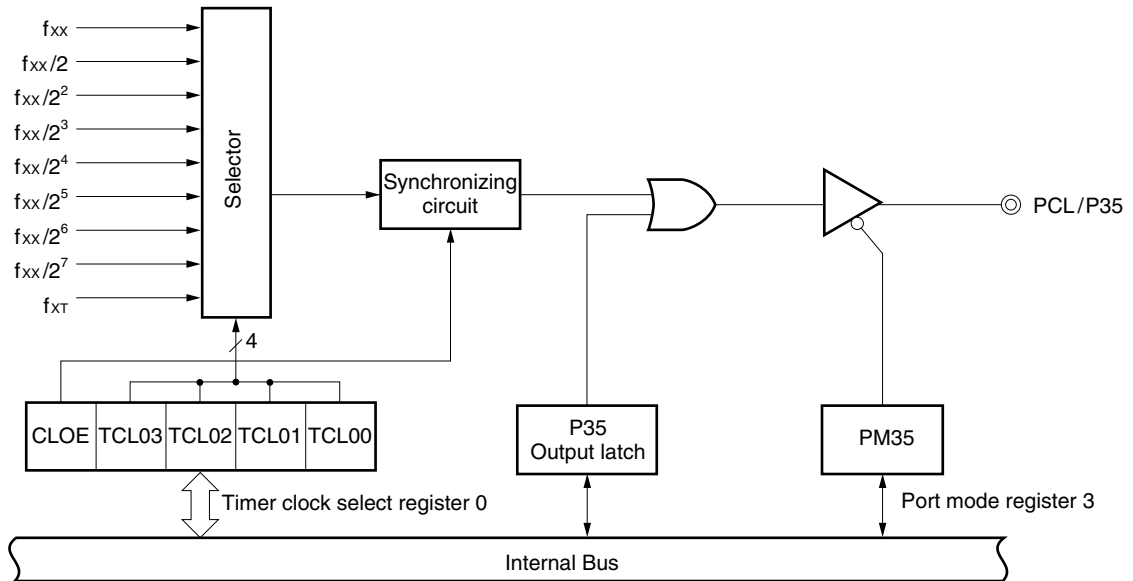 fXX
fXX/2
fXX/2²
fXX/2³
fXX/2⁴
fXX/2⁵
fXX/2⁶
fXX/2⁷
fXT
Selector
4
Synchronizing
circuit
PCL/P35
CLOE TCL03 TCL02 TCL01 TCL00
P35
Output latch
PM35
Timer clock select register 0
Port mode register 3
Internal Bus